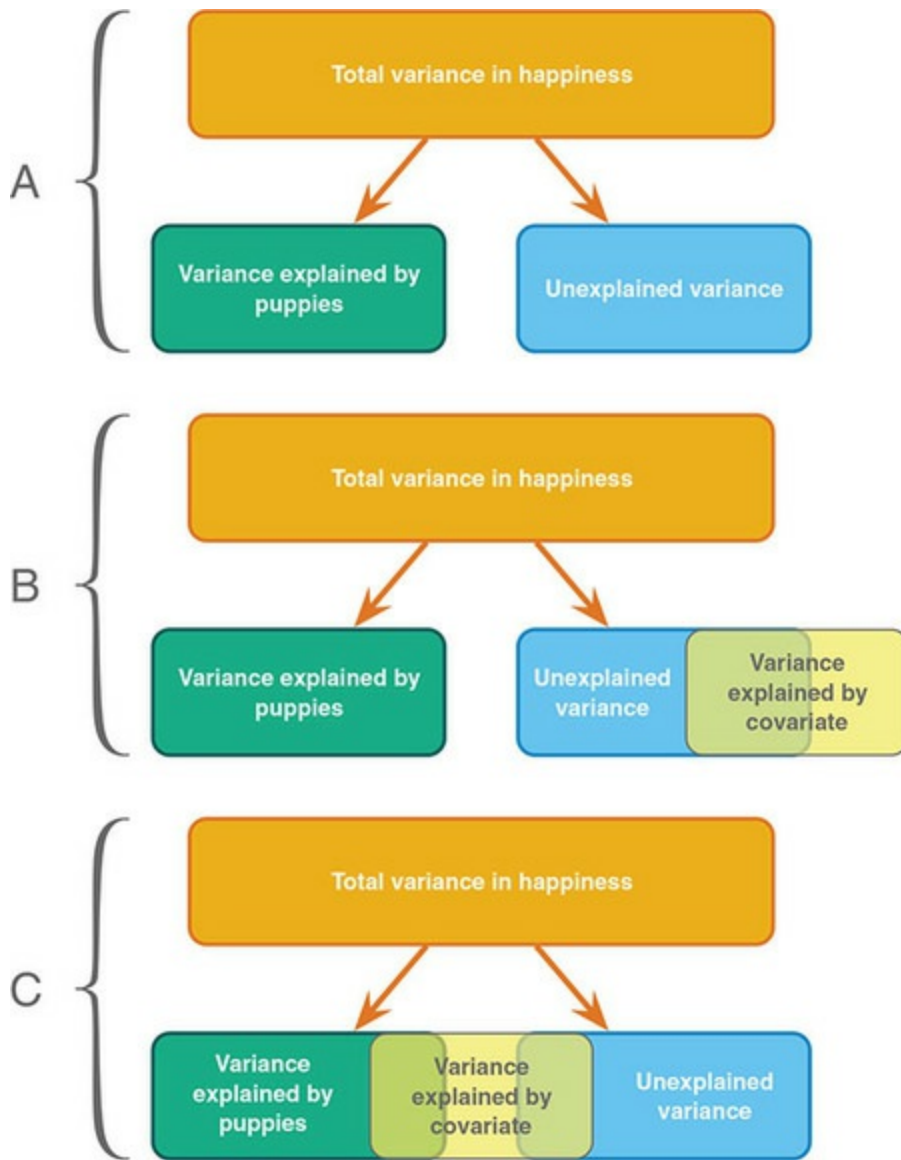 A
Total variance in happiness
Variance explained by
puppies
Unexplained variance
B
Total variance in happiness
Variance explained by
puppies
Unexplained
variance
Variance
explained by
covariate
C
Total variance in happiness
Variance
explained by
puppies
Variance
explained by
covariate
Unexplained
variance